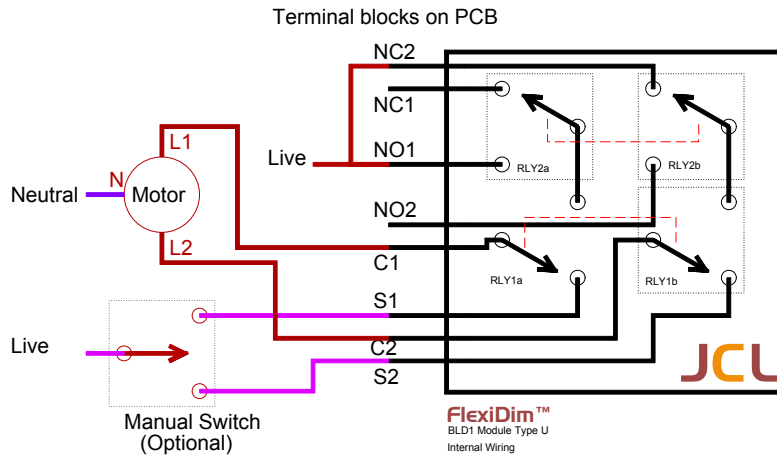 Terminal blocks on PCB
NC2
NC1
L1
Live
NO1
RLY2a
RLY2b
N
Neutral
Motor
NO2
L2
C1
RLY1a
RLY1b
S1
Live
C2
S2
JCL
Manual Switch
(Optional)
FlexiDim™
BLD1 Module Type U
Internal Wiring